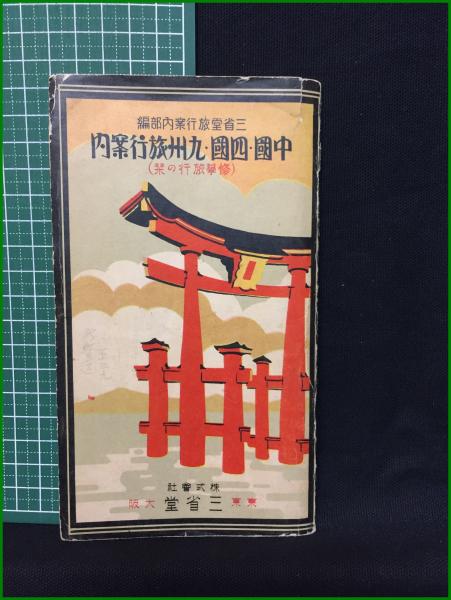 三省堂旅行案内部編
中國・四國・九州旅行案内
(修學旅行の栞)
株式會社
東京 三省堂 大阪